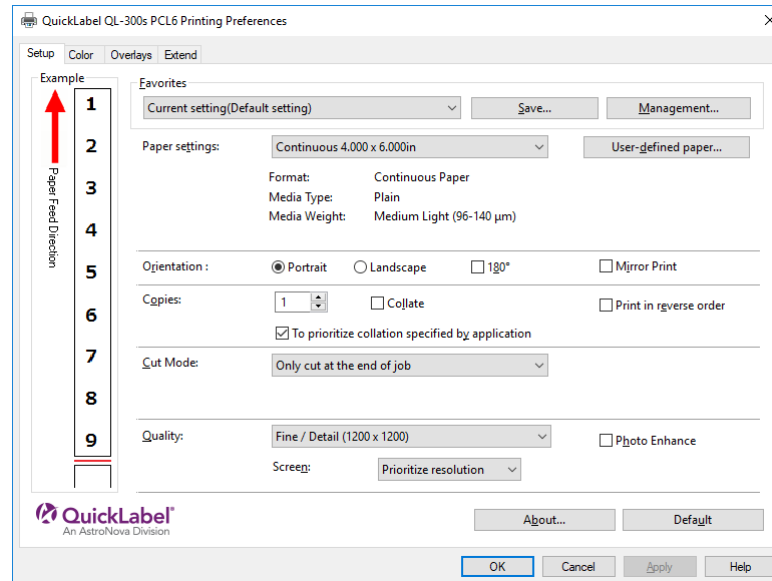 QuickLabel QL-300s PCL6 Printing Preferences
Setup Color Overlays Extend
Example
Paper Feed Direction
1
2
3
4
5
6
7
8
9
Favorites
Current setting(Default setting) Save... Management...
Paper settings: Continuous 4.000 x 6.000in User-defined paper...
Format: Continuous Paper
Media Type: Plain
Media Weight: Medium Light (96-140 μm)
Orientation : Portrait Landscape 180° Mirror Print
Copies: 1 Collate Print in reverse order
To prioritize collation specified by application
Cut Mode: Only cut at the end of job
Quality: Fine / Detail (1200 x 1200) Photo Enhance
Screen: Prioritize resolution
QuickLabel®
An AstroNova Division
About... Default
OK Cancel Apply Help